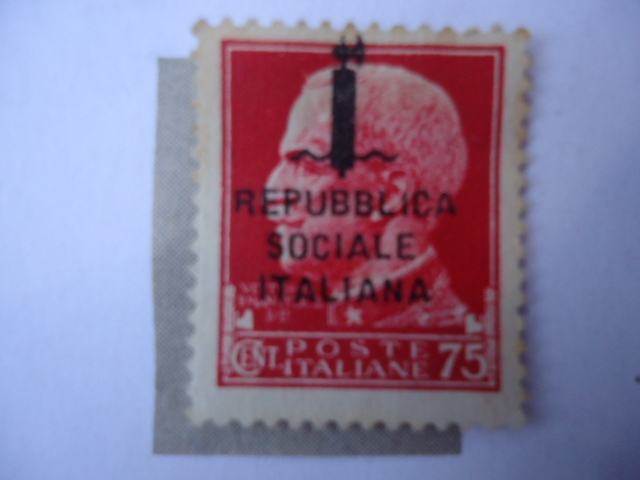 REPUBBLICA
SOCIALE
ITALIANA
CENT. POSTE 75
ITALIANE